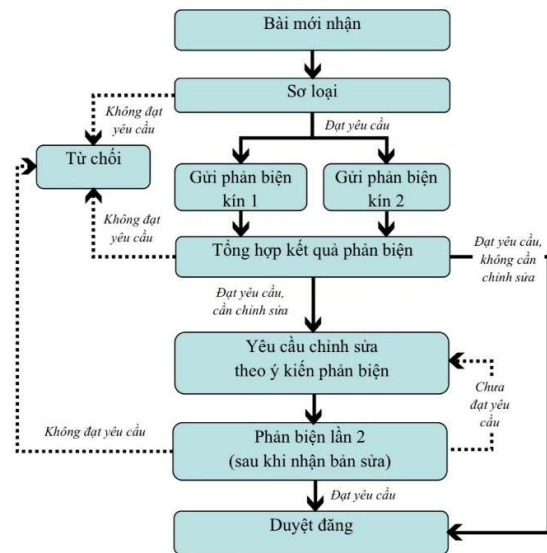 Bài mới nhận
Sơ loại
Không đạt
yêu cầu
Đạt yêu cầu
Từ chối
Gửi phản biện
kín 1
Gửi phản biện
kín 2
Không đạt
yêu cầu
Tổng hợp kết quả phản biện
Đạt yêu cầu,
không cần
chỉnh sửa
Đạt yêu cầu,
cần chỉnh sửa
Yêu cầu chỉnh sửa
theo ý kiến phản biện
Chưa
đạt yêu
cầu
Không đạt yêu cầu
Phản biện lần 2
(sau khi nhận bản sửa)
Đạt yêu cầu
Duyệt đăng